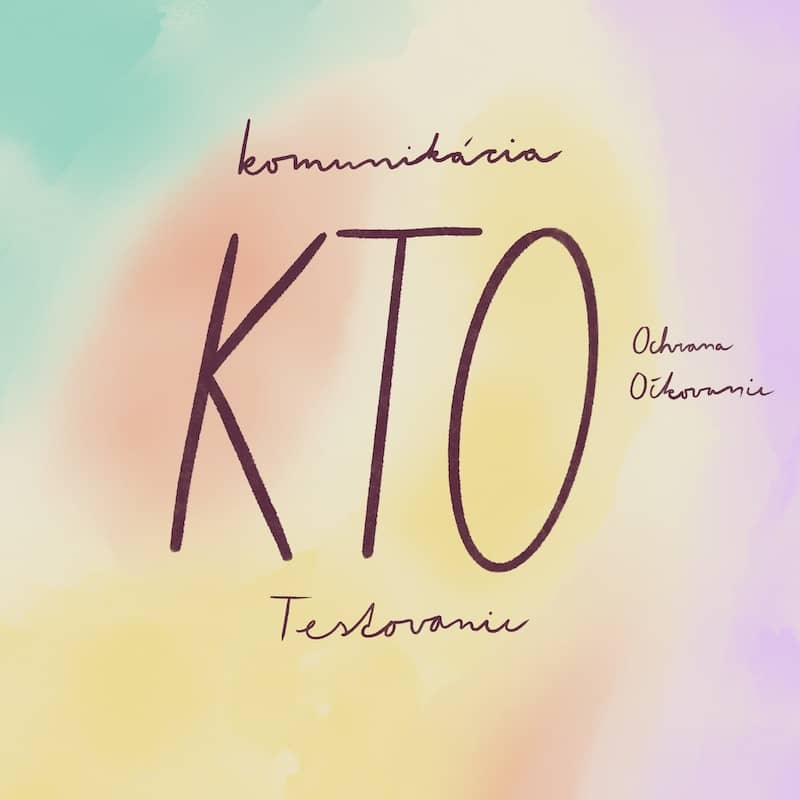 komunikácia
KTO
Ochrana
Očkovanie
Testovanie